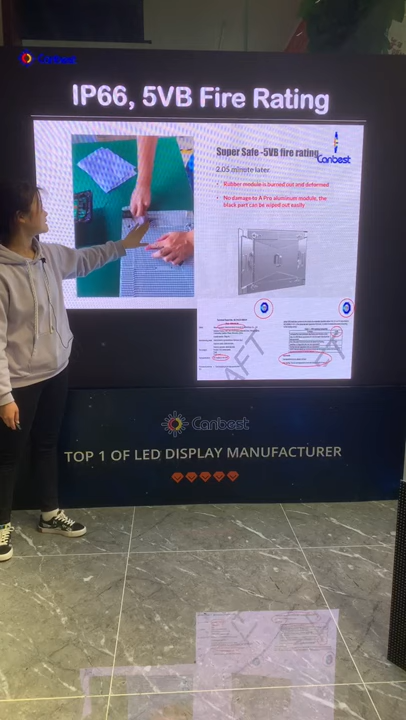 Canbest
IP66, 5VB Fire Rating
Super Safe -5VB fire rating
Canbest
2.05 minute later
• Rubber module is burned out and deformed
• No damage to A Pro aluminum module, the
black part can be wiped out easily
Canbest
TOP 1 OF LED DISPLAY MANUFACTURER